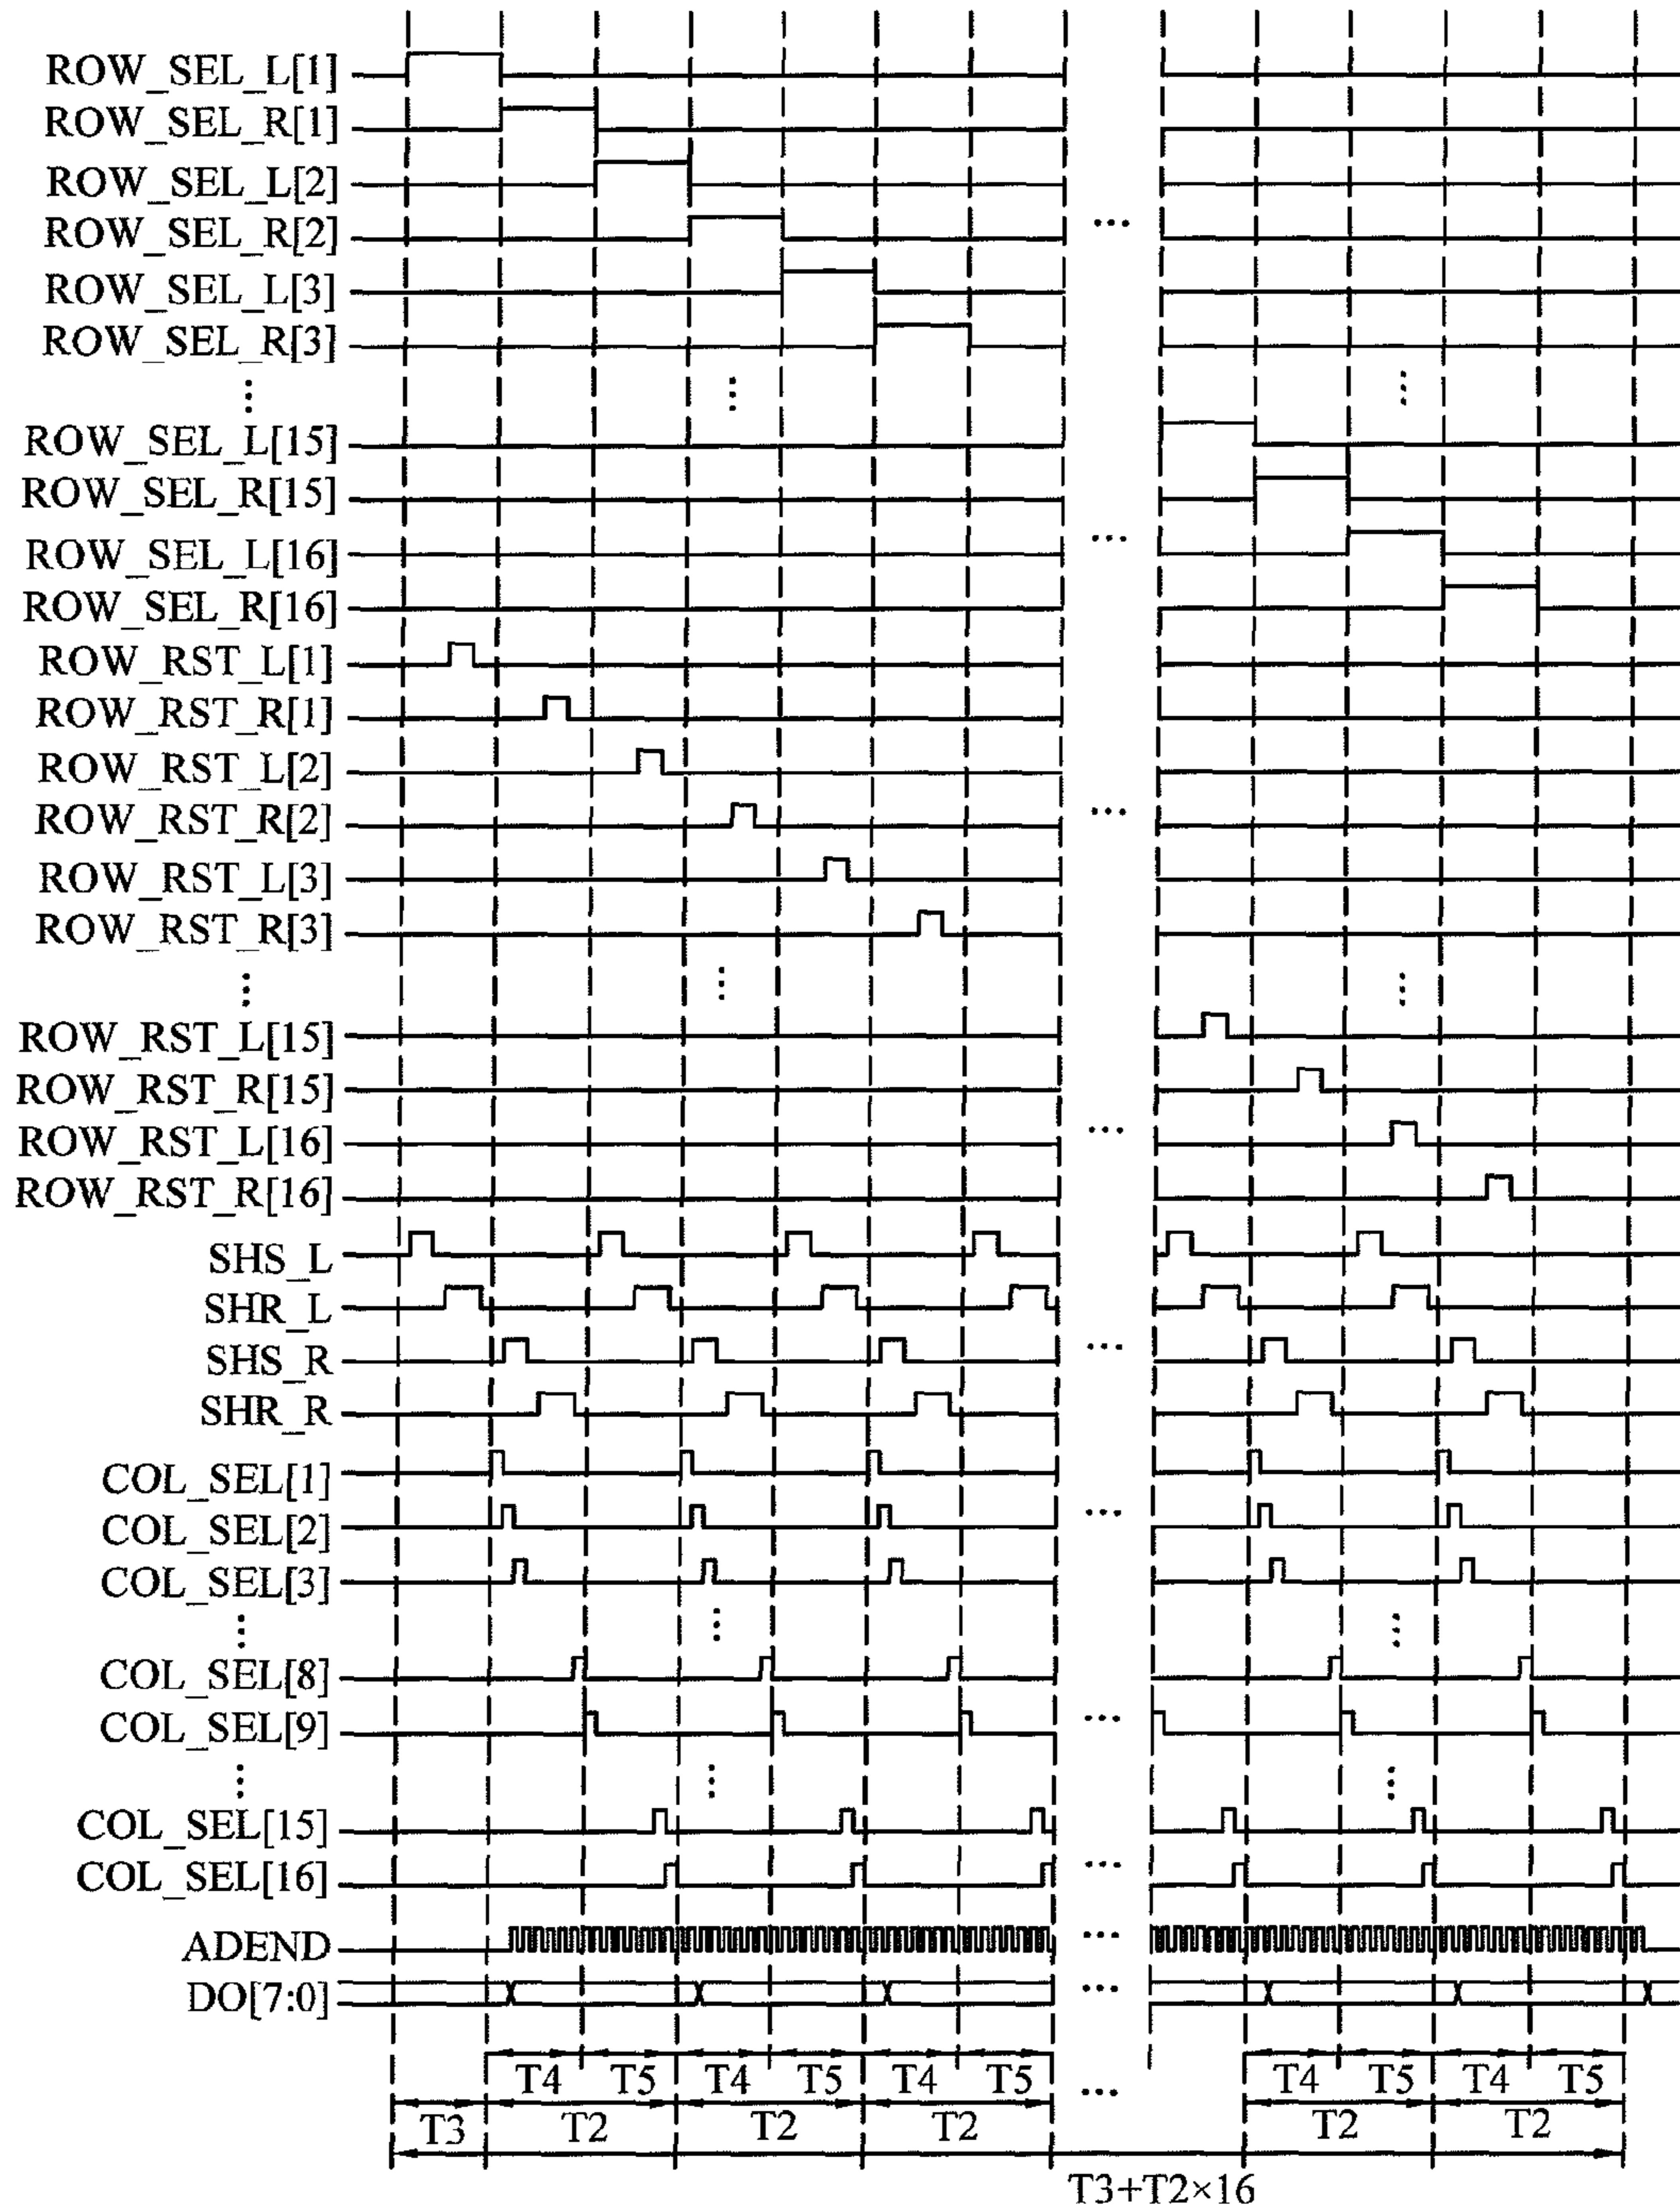 ROW_SEL_L[1]
ROW_SEL_R[1]
ROW_SEL_L[2]
ROW_SEL_R[2]
...
ROW_SEL_L[3]
ROW_SEL_R[3]
⋮ ⋮ ⋮
ROW_SEL_L[15]
ROW_SEL_R[15]
ROW_SEL_L[16]
...
ROW_SEL_R[16]
ROW_RST_L[1]
ROW_RST_R[1]
ROW_RST_L[2]
ROW_RST_R[2]
...
ROW_RST_L[3]
ROW_RST_R[3]
⋮ ⋮ ⋮
ROW_RST_L[15]
ROW_RST_R[15]
ROW_RST_L[16]
...
ROW_RST_R[16]
SHS_L
SHR_L
SHS_R
...
SHR_R
COL_SEL[1]
COL_SEL[2]
...
COL_SEL[3]
⋮ ⋮ ⋮
COL_SEL[8]
COL_SEL[9]
...
⋮ ⋮ ⋮
COL_SEL[15]
COL_SEL[16]
...
ADEND
...
DO[7:0]
...
T4 T5 T4 T5 T4 T5 ... T4 T5 T4 T5
T3 T2 T2 T2 T2 T2
T3+T2×16